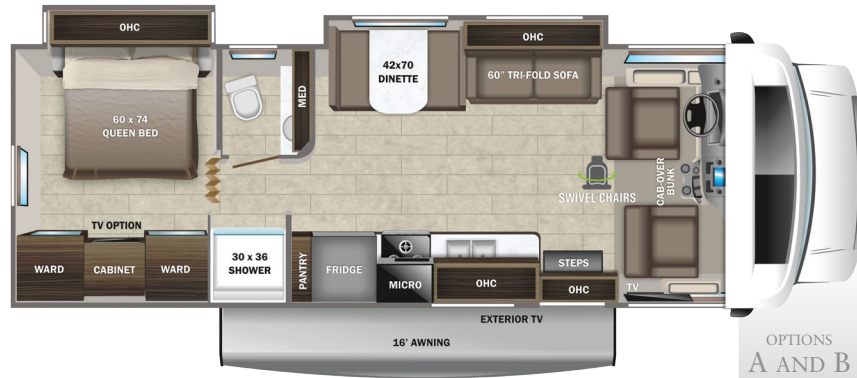 OHC
60 x 74
QUEEN BED
MED
42x70
DINETTE
OHC
60" TRI-FOLD SOFA
SWIVEL CHAIRS
CAB-OVER
BUNK
TV OPTION
WARD
CABINET
WARD
30 x 36
SHOWER
PANTRY
FRIDGE
MICRO
OHC
STEPS
OHC
TV
EXTERIOR TV
16' AWNING
OPTIONS
A AND B